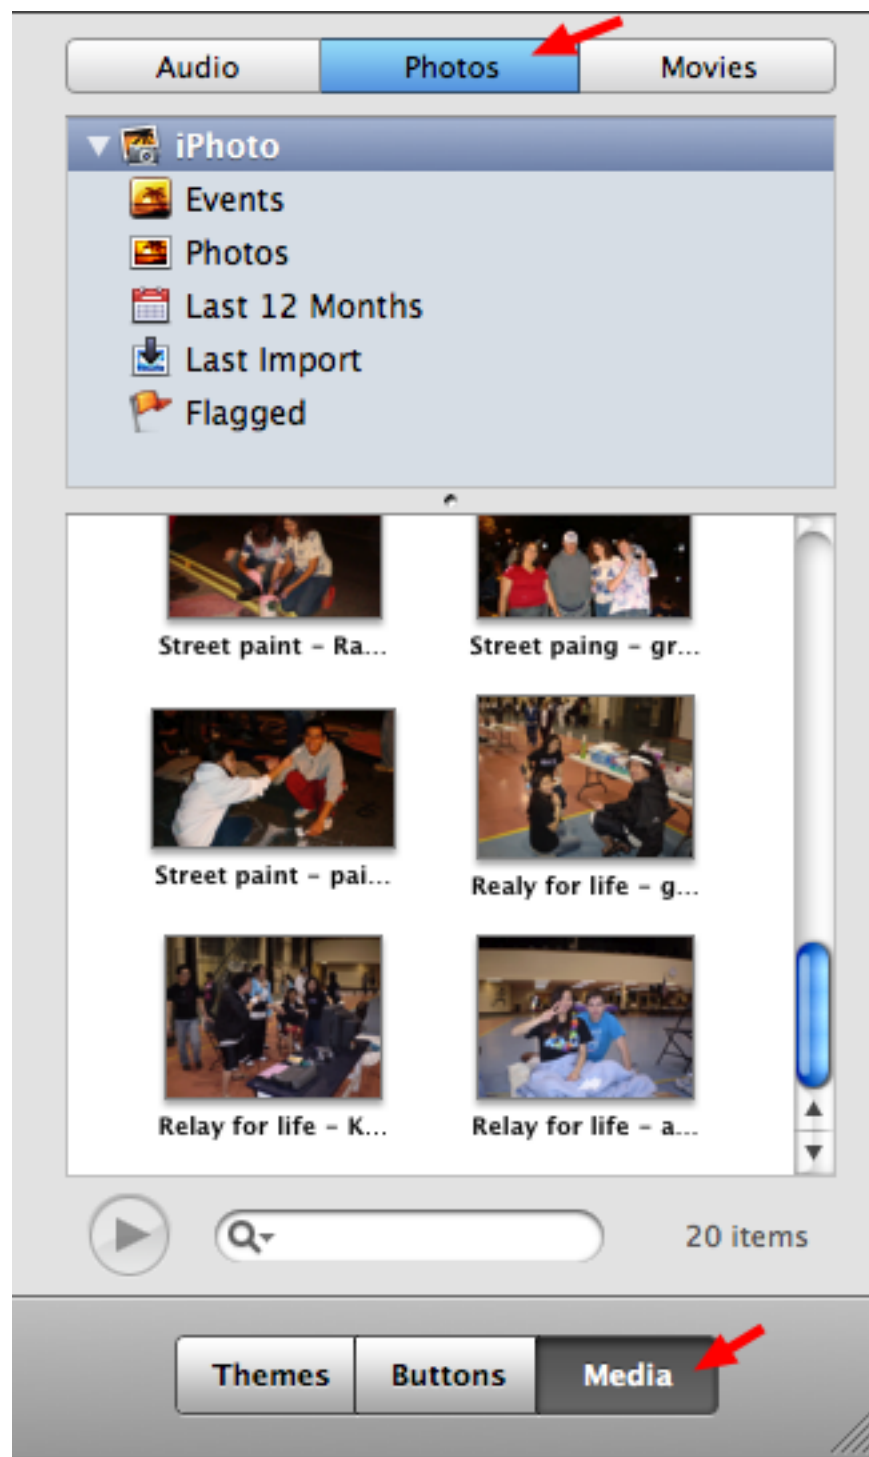 Audio Photos Movies
iPhoto
Events
Photos
Last 12 Months
Last Import
Flagged
Street paint – Ra... Street paing – gr...
Street paint – pai... Realy for life – g...
Relay for life – K... Relay for life – a...
20 items
Themes Buttons Media